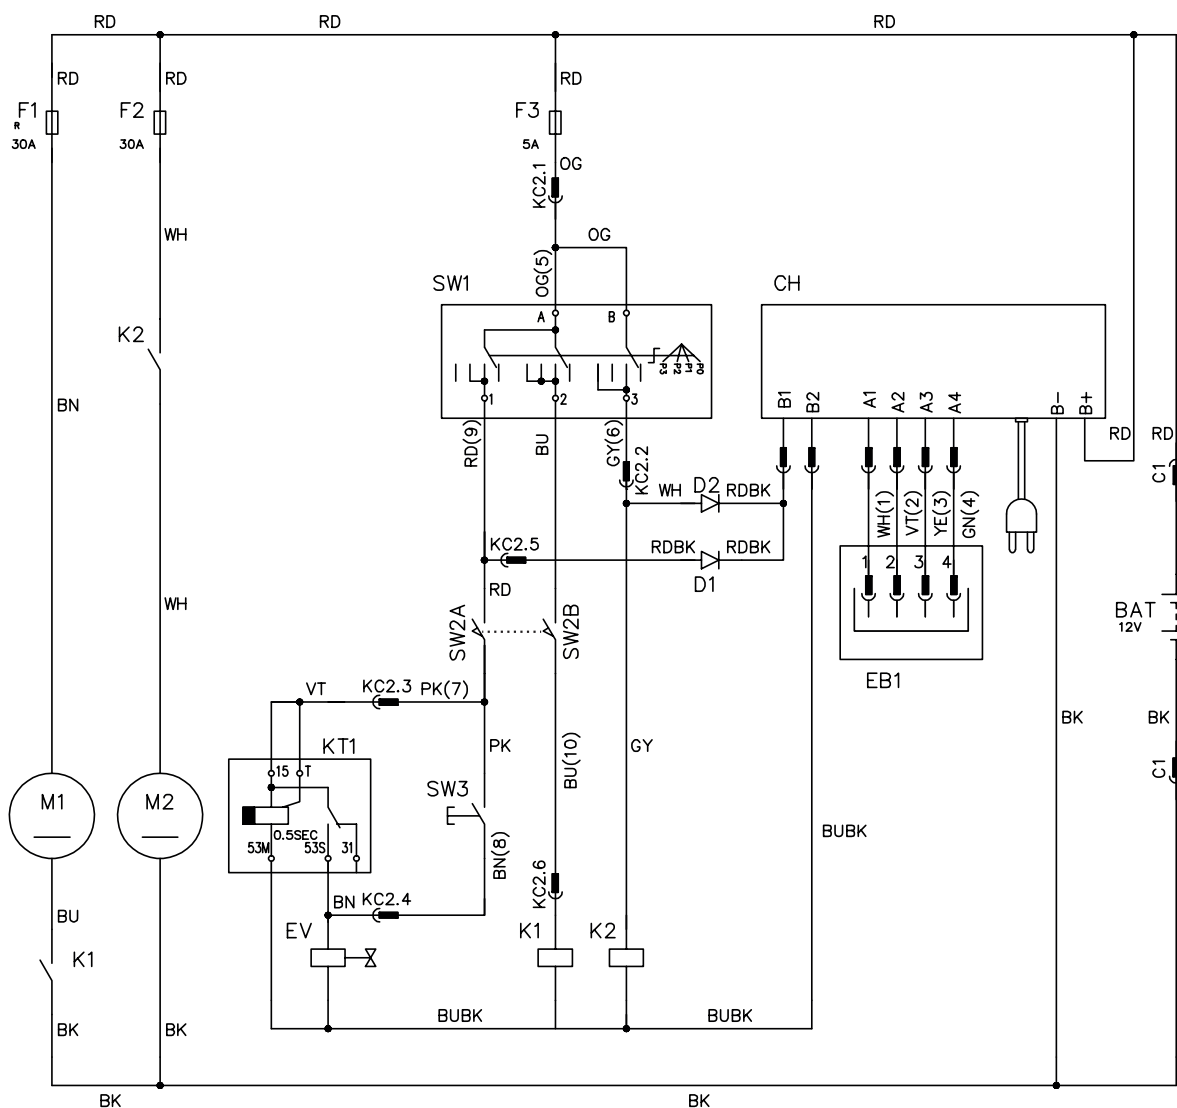 RD RD RD
RD RD RD
F1 F2 F3
R
30A 30A 5A
OG
KC2.1
WH OG
OG(5)
SW1 CH
A B
K2
P3 P2 P1 P0
1 2 3
B1 B2 A1 A2 A3 A4 B- B+
BN
RD(9) BU GY(6) KC2.2
RD RD
C1
WH D2 RDBK
WH(1) VT(2) YE(3) GN(4)
KC2.5 RDBK RDBK
D1
1 2 3 4
RD
WH
SW2A SW2B
BAT
12V
EB1
VT KC2.3 PK(7)
BK BK
KT1 PK GY
BU(10)
C1
15 T
M1 M2
SW3
0.5SEC
53M 53S 31
BN(8)
BUBK
KC2.6
BN KC2.4
BU
EV K1 K2
K1
BUBK BUBK
BK BK
BK BK